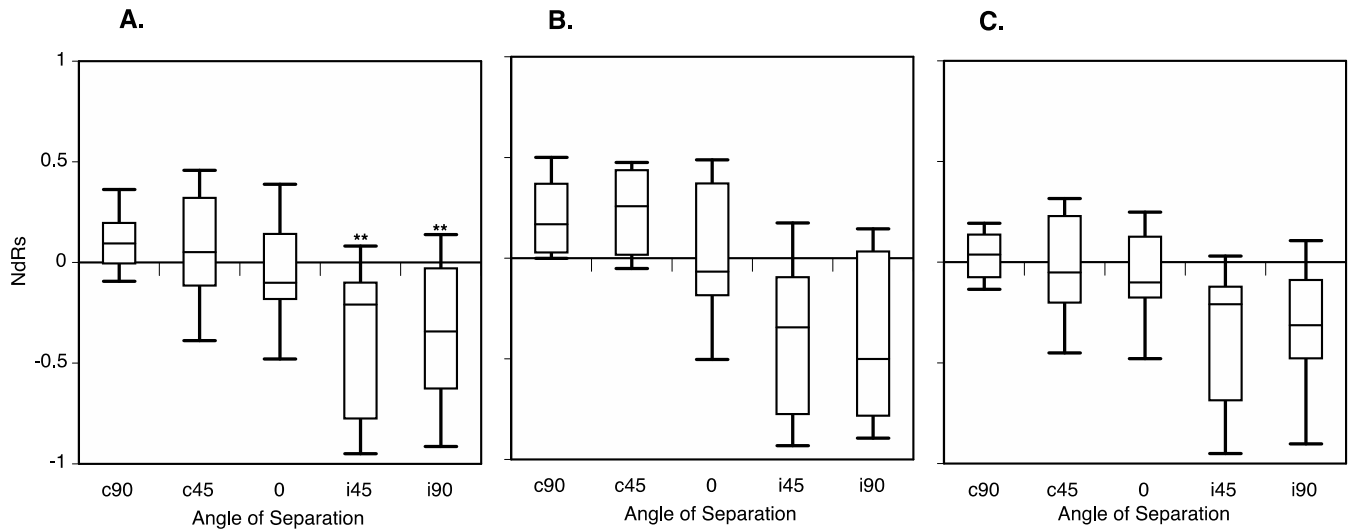 A.
B.
C.
1
0.5
0
-0.5
-1
NdRs
**
**
c90 c45 0 i45 i90
Angle of Separation
c90 c45 0 i45 i90
Angle of Separation
c90 c45 0 i45 i90
Angle of Separation